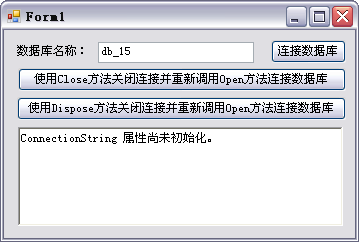 Form1
数据库名称： db_15 连接数据库
使用Close方法关闭连接并重新调用Open方法连接数据库
使用Dispose方法关闭连接并重新调用Open方法连接数据库
ConnectionString 属性尚未初始化。